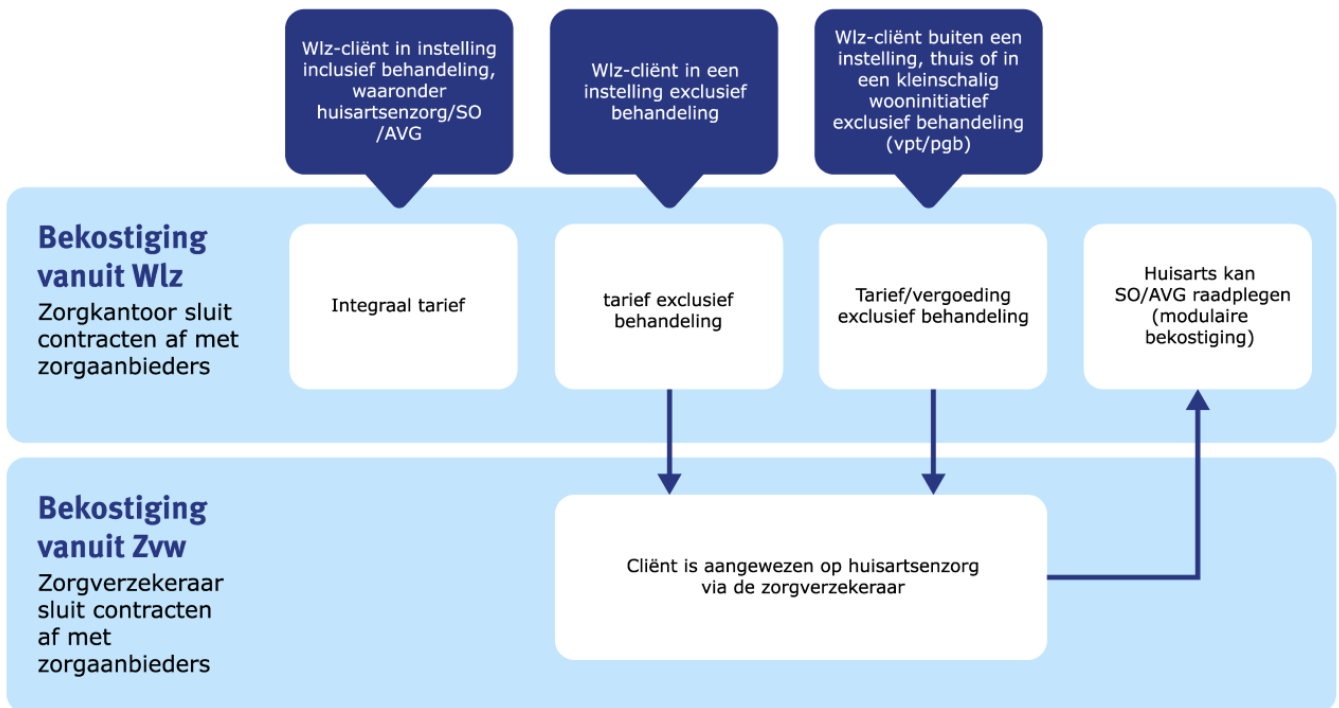 Wlz-cliënt in instelling
inclusief behandeling,
waaronder
huisartsenzorg/SO
/AVG
Wlz-cliënt in een
instelling exclusief
behandeling
Wlz-cliënt buiten een
instelling, thuis of in
een kleinschalig
wooninitiatief
exclusief behandeling
(vpt/pgb)
Bekostiging
vanuit Wlz
Zorgkantoor sluit
contracten af met
zorgaanbieders
Integraal tarief
tarief exclusief
behandeling
Tarief/vergoeding
exclusief behandeling
Huisarts kan
SO/AVG raadplegen
(modulaire
bekostiging)
Bekostiging
vanuit Zvw
Zorgverzekeraar
sluit contracten
af met
zorgaanbieders
Cliënt is aangewezen op huisartsenzorg
via de zorgverzekeraar